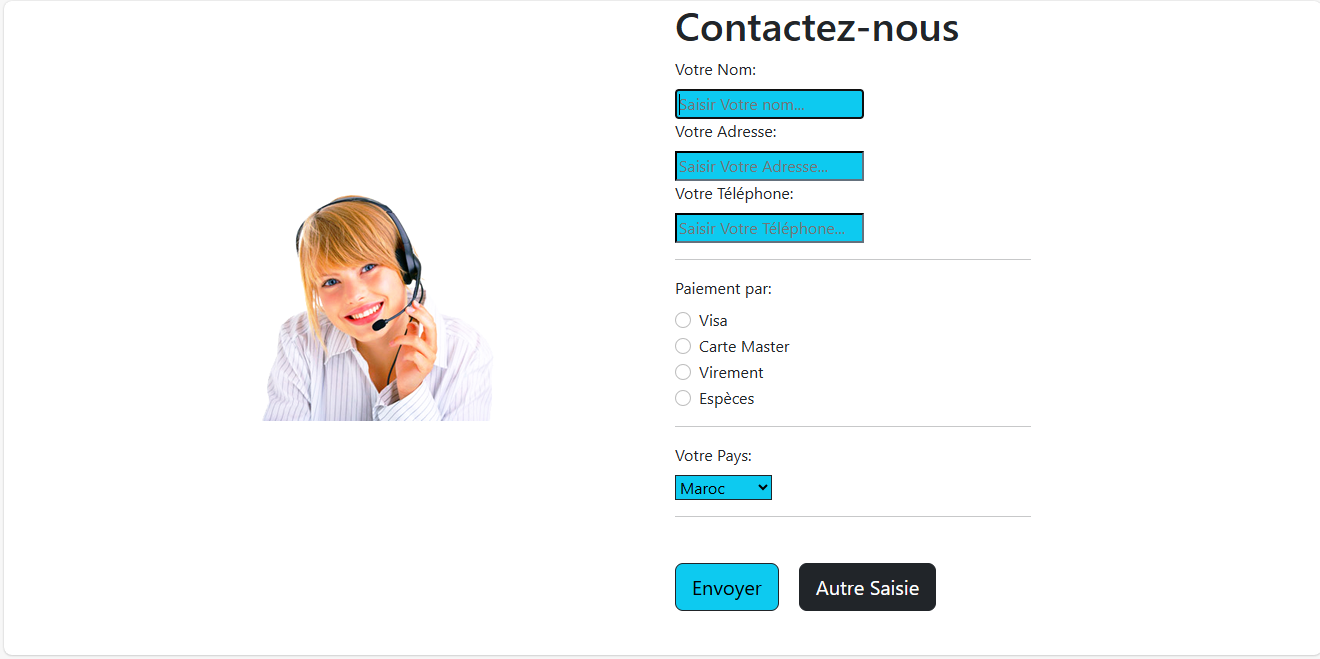 Contactez-nous
Votre Nom:
Saisir Votre nom...
Votre Adresse:
Saisir Votre Adresse...
Votre Téléphone:
Saisir Votre Téléphone...
Paiement par:
Visa
Carte Master
Virement
Espèces
Votre Pays:
Maroc
Envoyer
Autre Saisie